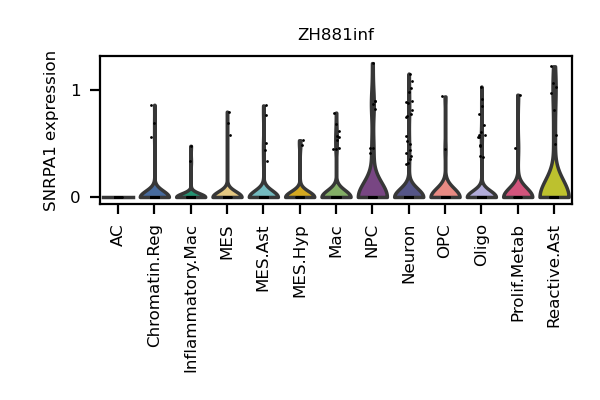 ZH881inf
SNRPA1 expression
1
0
AC
Chromatin.Reg
Inflammatory.Mac
MES
MES.Ast
MES.Hyp
Mac
NPC
Neuron
OPC
Oligo
Prolif.Metab
Reactive.Ast